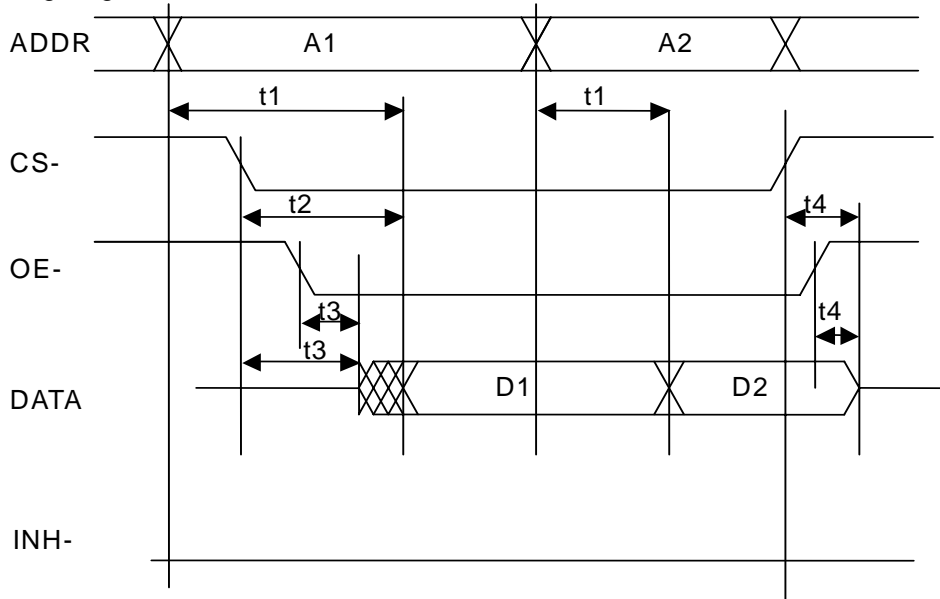 ADDR A1 A2
t1 t1
CS-
t2 t4
OE-
t3 t4
t3
DATA D1 D2
INH-